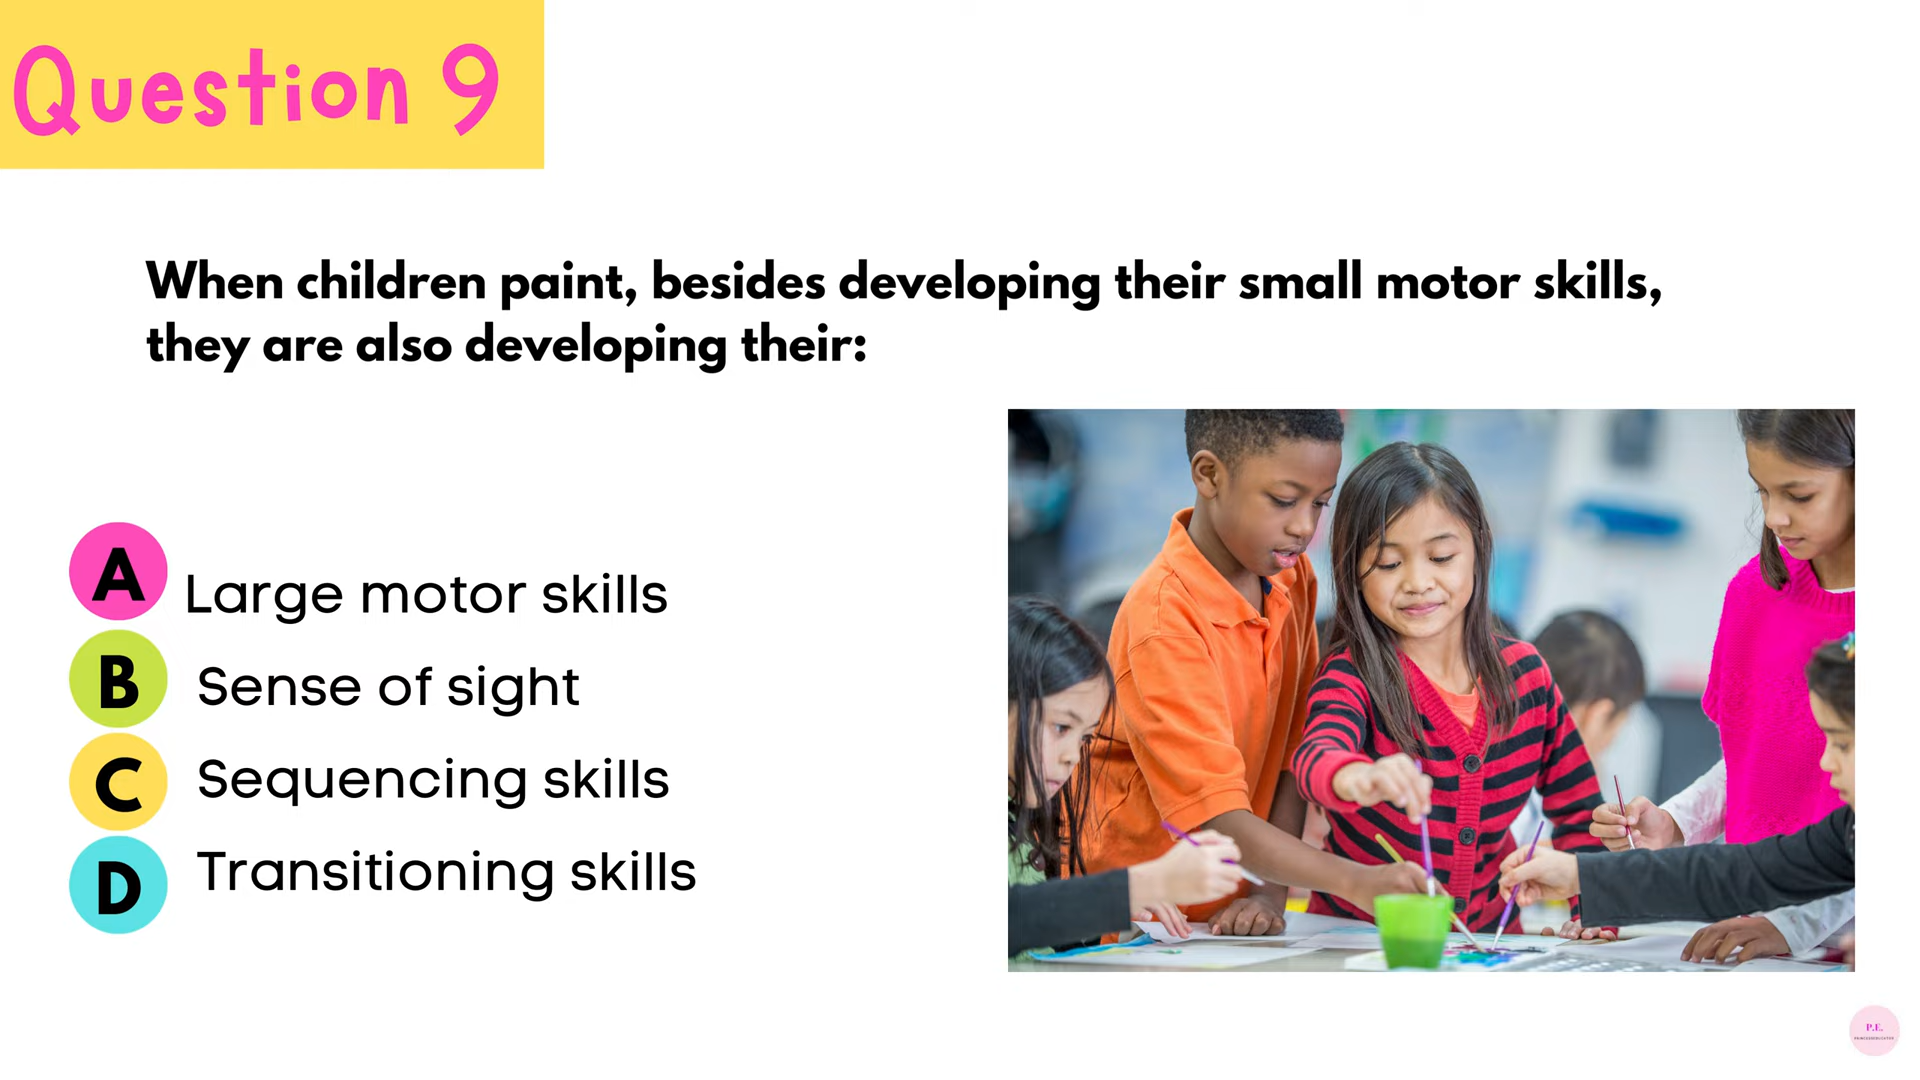 Question 9
When children paint, besides developing their small motor skills,
they are also developing their:
A Large motor skills
B Sense of sight
C Sequencing skills
D Transitioning skills
P.E.